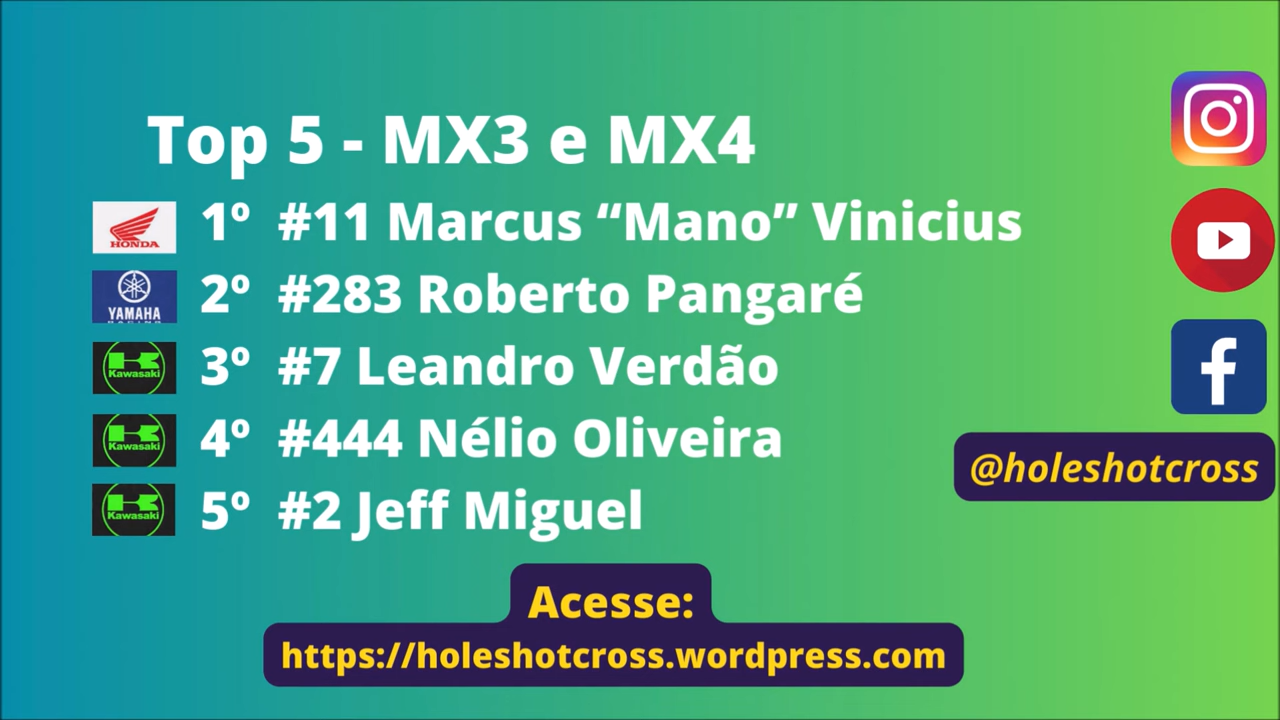 Top 5 - MX3 e MX4
HONDA 1º #11 Marcus “Mano” Vinicius
YAMAHA 2º #283 Roberto Pangaré
Kawasaki 3º #7 Leandro Verdão
Kawasaki 4º #444 Nélio Oliveira
Kawasaki 5º #2 Jeff Miguel
@holeshotcross
Acesse:
https://holeshotcross.wordpress.com